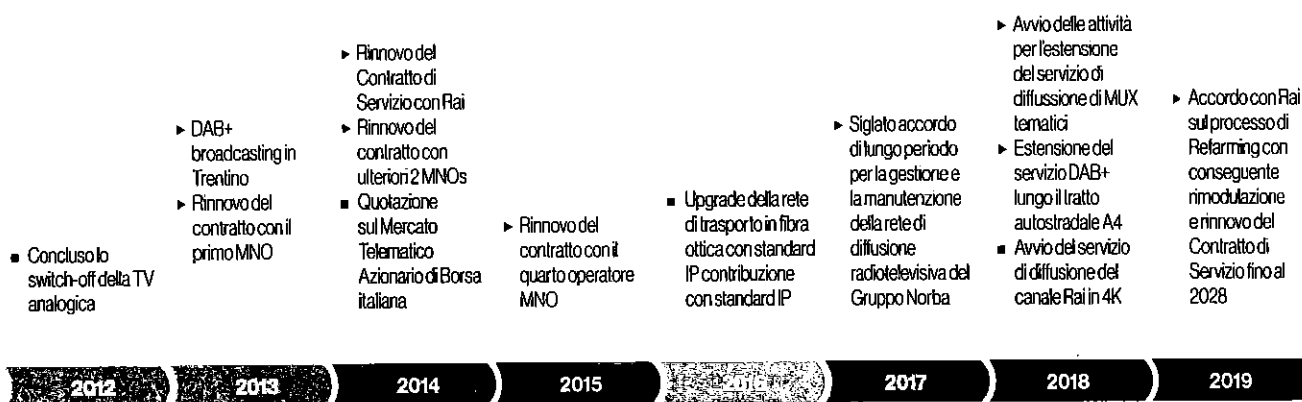 ■ Concluso lo
switch-off della TV
analogica
2012
► DAB+
broadcasting in
Trentino
► Rinnovo del
contratto con il
primo MNO
2013
► Rinnovo del
Contratto di
Servizio con Rai
► Rinnovo del
contratto con
ulteriori 2 MNOs
■ Quotazione
sul Mercato
Telematico
Azionario di Borsa
italiana
2014
► Rinnovo del
contratto con il
quarto operatore
MNO
2015
■ Upgrade della rete
di trasporto in fibra
ottica con standard
IP contribuzione
con standard IP
2016
► Siglato accordo
di lungo periodo
per la gestione e
la manutenzione
della rete di
diffusione
radiotelevisiva del
Gruppo Norba
2017
► Avvio delle attività
per l'estensione
del servizio di
diffussione di MUX
tematici
► Estensione del
servizio DAB+
lungo il tratto
autostradale A4
■ Avvio del servizio
di diffusione del
canale Rai in 4K
2018
► Accordo con Rai
sul processo di
Refarming con
conseguente
rimodulazione
e rinnovo del
Contratto di
Servizio fino al
2028
2019